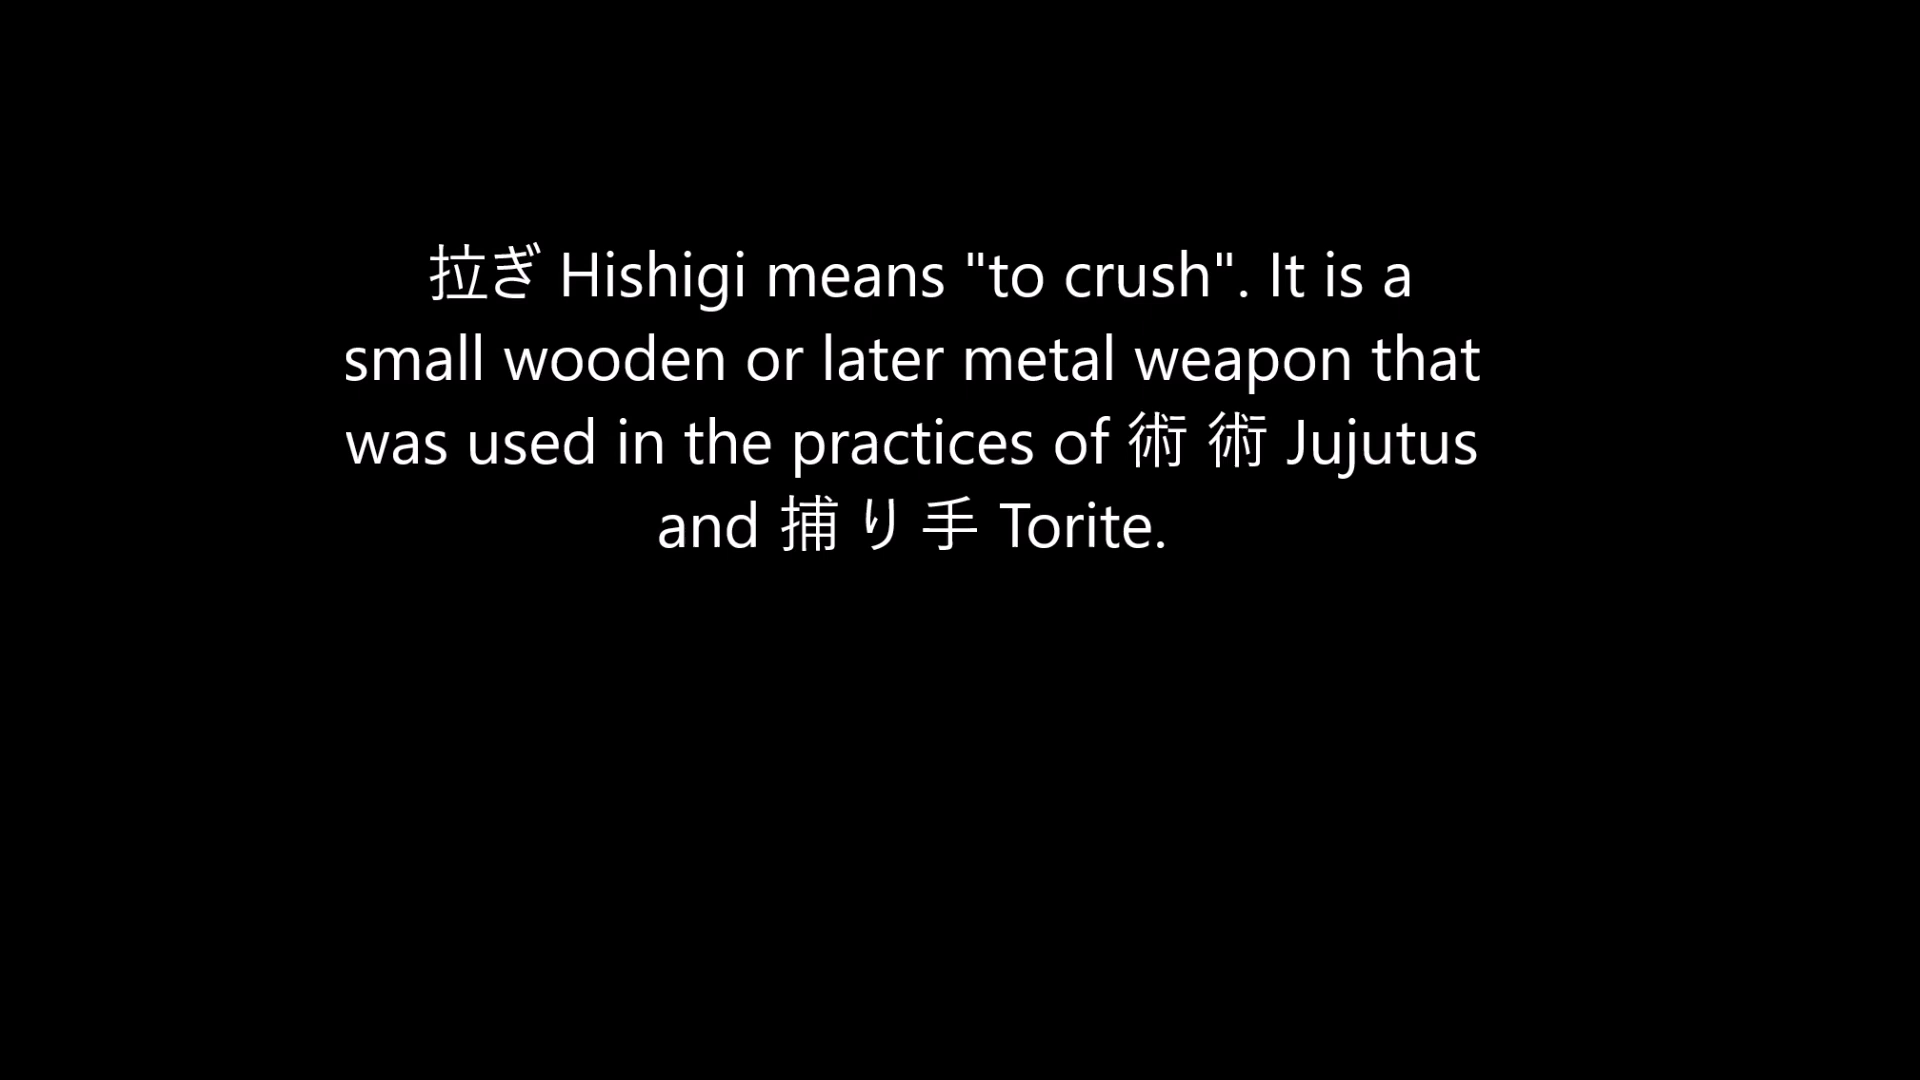 拉ぎ Hishigi means "to crush". It is a
small wooden or later metal weapon that
was used in the practices of 術 術 Jujutus
and 捕 り 手 Torite.